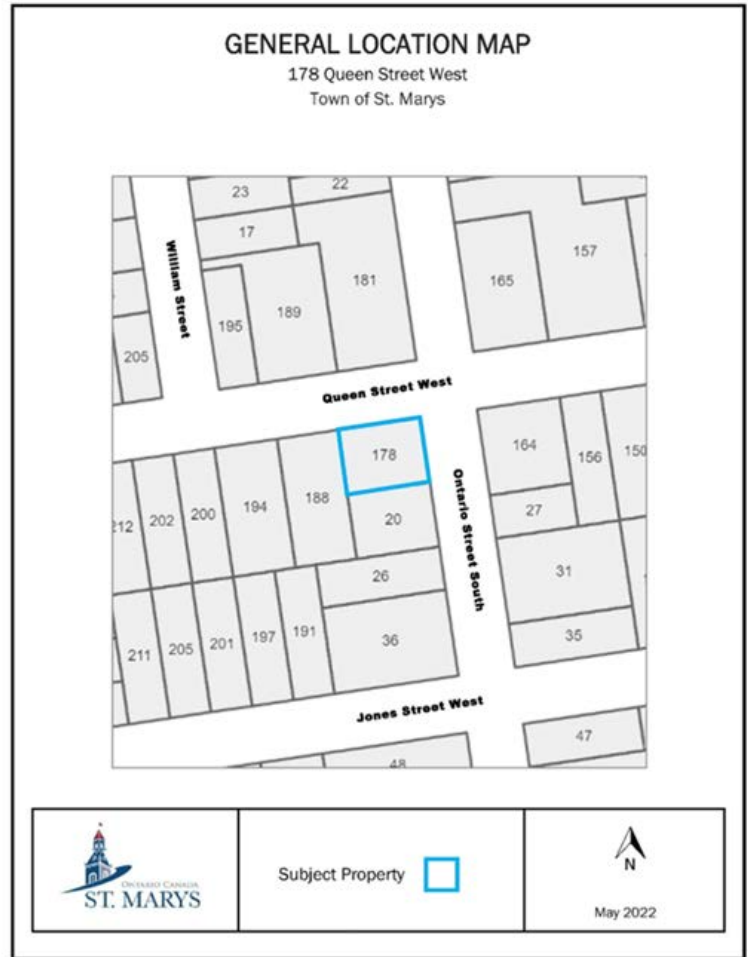 GENERAL LOCATION MAP
178 Queen Street West
Town of St. Marys
23
22
17
William Street
181
165
157
195
189
205
Queen Street West
178
164
156
150
212
202
200
194
188
20
Ontario Street South
27
26
31
211
205
201
197
191
36
35
Jones Street West
47
48
ONTARIO CANADA
ST. MARYS
Subject Property
N
May 2022